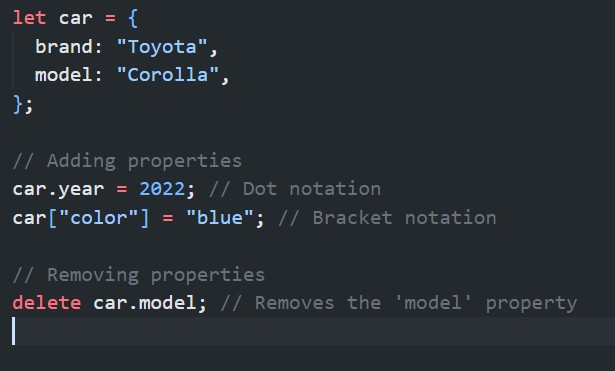 let car = {
  brand: "Toyota",
  model: "Corolla",
};

// Adding properties
car.year = 2022; // Dot notation
car["color"] = "blue"; // Bracket notation

// Removing properties
delete car.model; // Removes the 'model' property